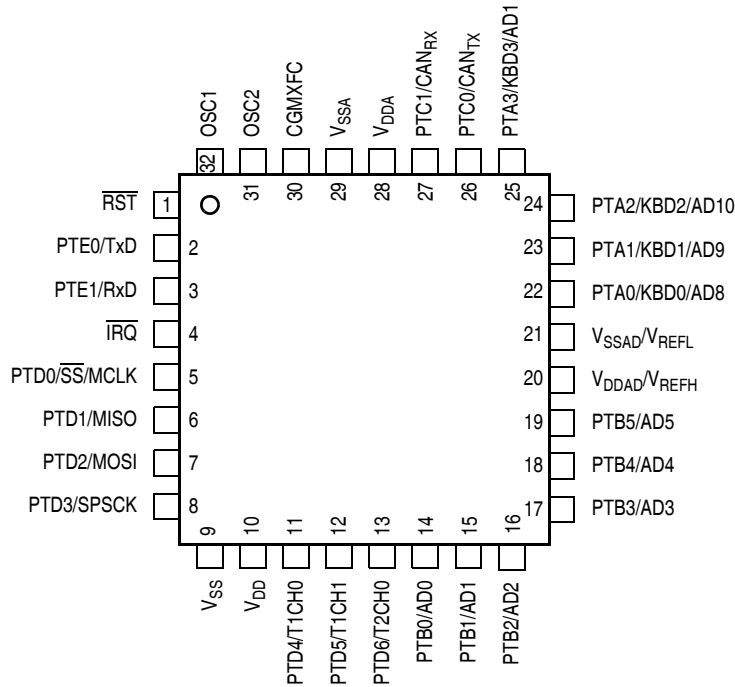 OSC1
OSC2
CGMXFC
VSSA
VDDA
PTC1/CANRX
PTC0/CANTX
PTA3/KBD3/AD1
32
31
30
29
28
27
26
25
RST
1
PTE0/TxD
2
PTE1/RxD
3
IRQ
4
PTD0/SS/MCLK
5
PTD1/MISO
6
PTD2/MOSI
7
PTD3/SPSCK
8
24 PTA2/KBD2/AD10
23 PTA1/KBD1/AD9
22 PTA0/KBD0/AD8
21 VSSAD/VREFL
20 VDDAD/VREFH
19 PTB5/AD5
18 PTB4/AD4
17 PTB3/AD3
9
10
11
12
13
14
15
16
VSS
VDD
PTD4/T1CH0
PTD5/T1CH1
PTD6/T2CH0
PTB0/AD0
PTB1/AD1
PTB2/AD2